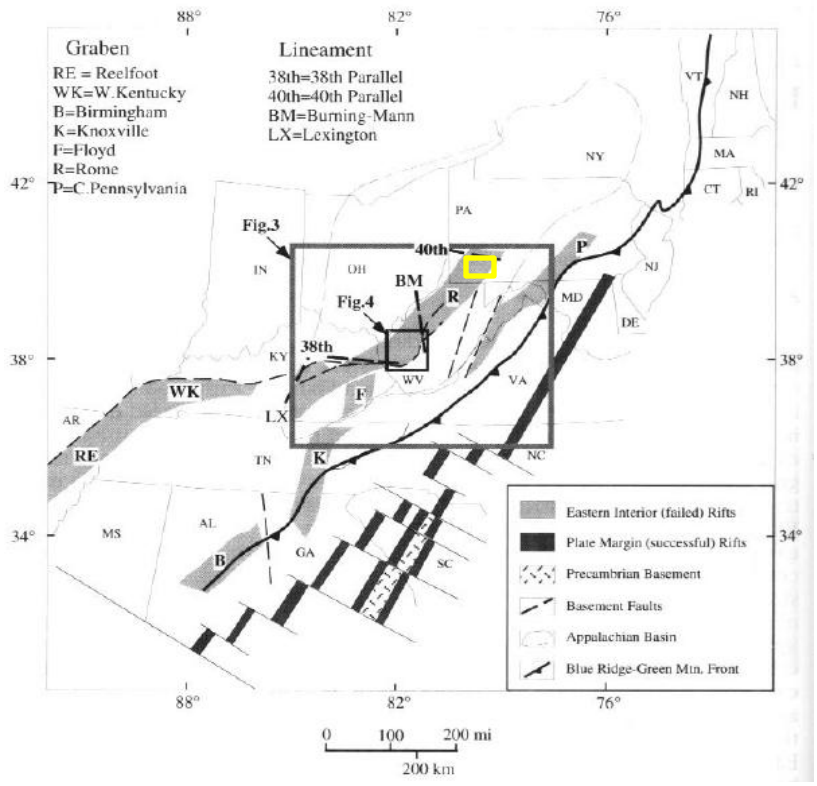 88°
82
76°
Graben
RE = Reelfoot
WK=W.Kentucky
B=Birmingham
K=Knoxville
F=Floyd
R=Rome
P=C.Pennsylvania
Lineament
38th=38th Parallel
40th=40th Parallel
BM=Burning-Mann
LX=Lexington
VT
NH
NY
MA
42°
42°
CT
RI
PA
Fig.3
40th
P
IN
OH
NJ
BM
R
MD
Fig.4
DE
38th
38°
KY
38°
WV
VA
WK
F
LX
AR
RE
TN
K
NC
MS
AL
34°
34°
B
GA
SC
Eastern Interior (failed) Rifts
Plate Margin (successful) Rifts
Precambrian Basement
Basement Faults
Appalachian Basin
Blue Ridge-Green Mtn. Front
88°
82
76°
0 100 200 mi
200 km